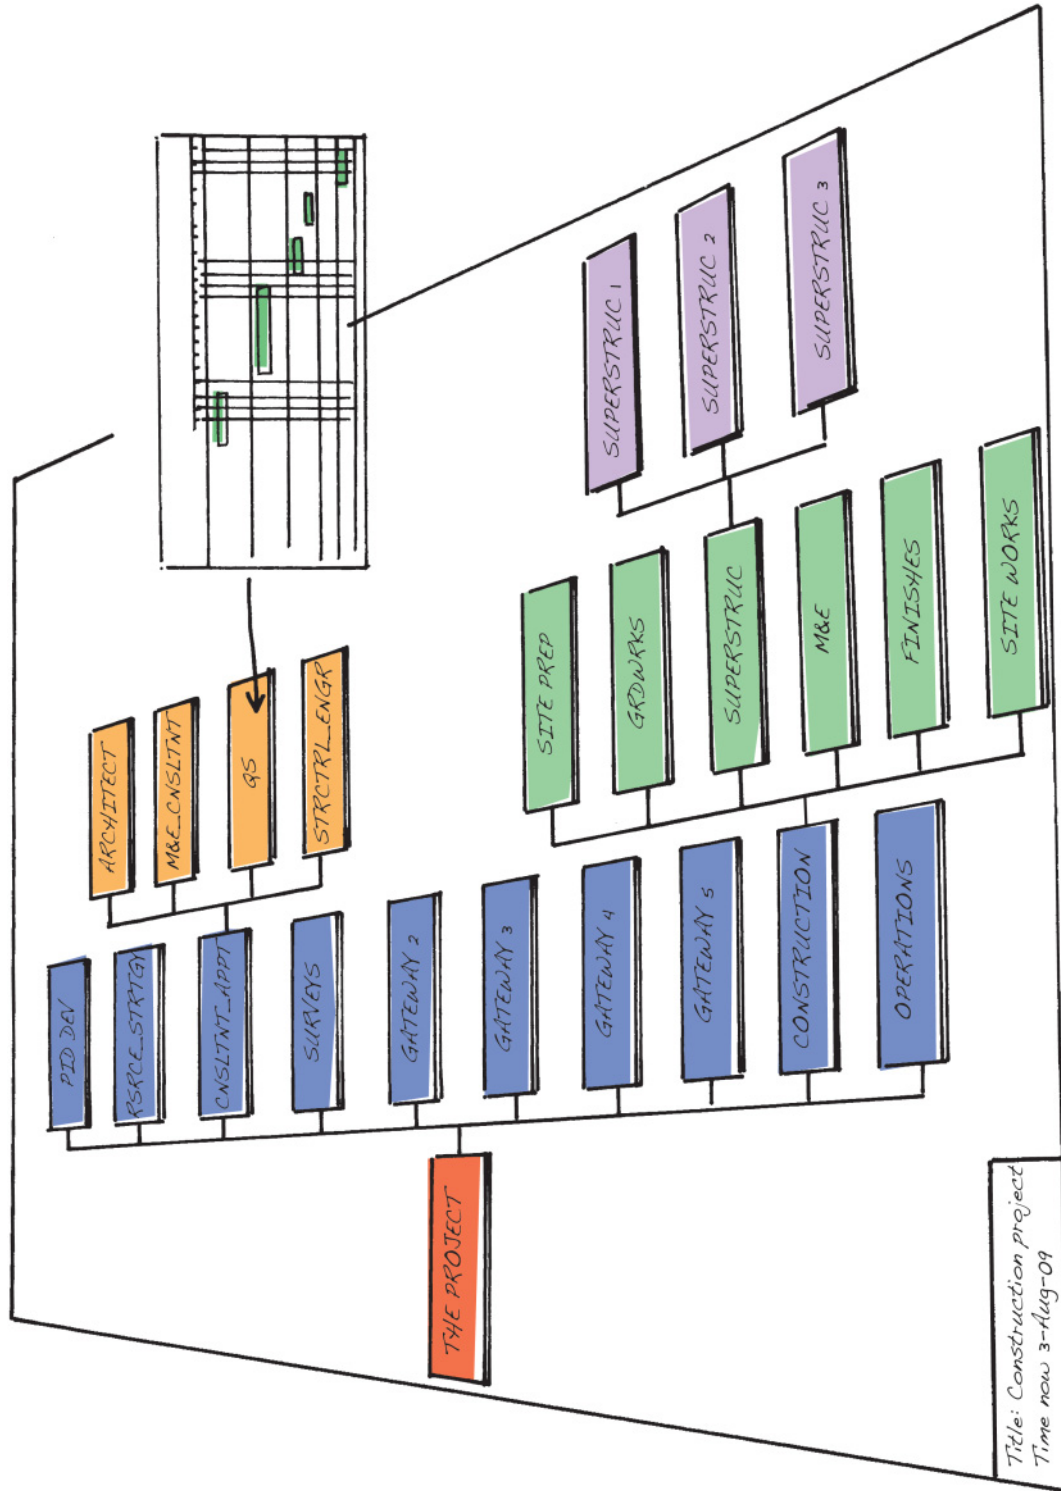 THE PROJECT
PID DEV
RSRCE_STRTGY
CNSLTNT_APPT
SURVEYS
GATEWAY 2
GATEWAY 3
GATEWAY 4
GATEWAY 5
CONSTRUCTION
OPERATIONS
ARCHITECT
M&E_CNSLTNT
QS
STRCTRL_ENGR
SITE PREP
GRDWRKS
SUPERSTRUC
M&E
FINISHES
SITE WORKS
SUPERSTRUC 1
SUPERSTRUC 2
SUPERSTRUC 3
Title: Construction project
Time now 3-Aug-09